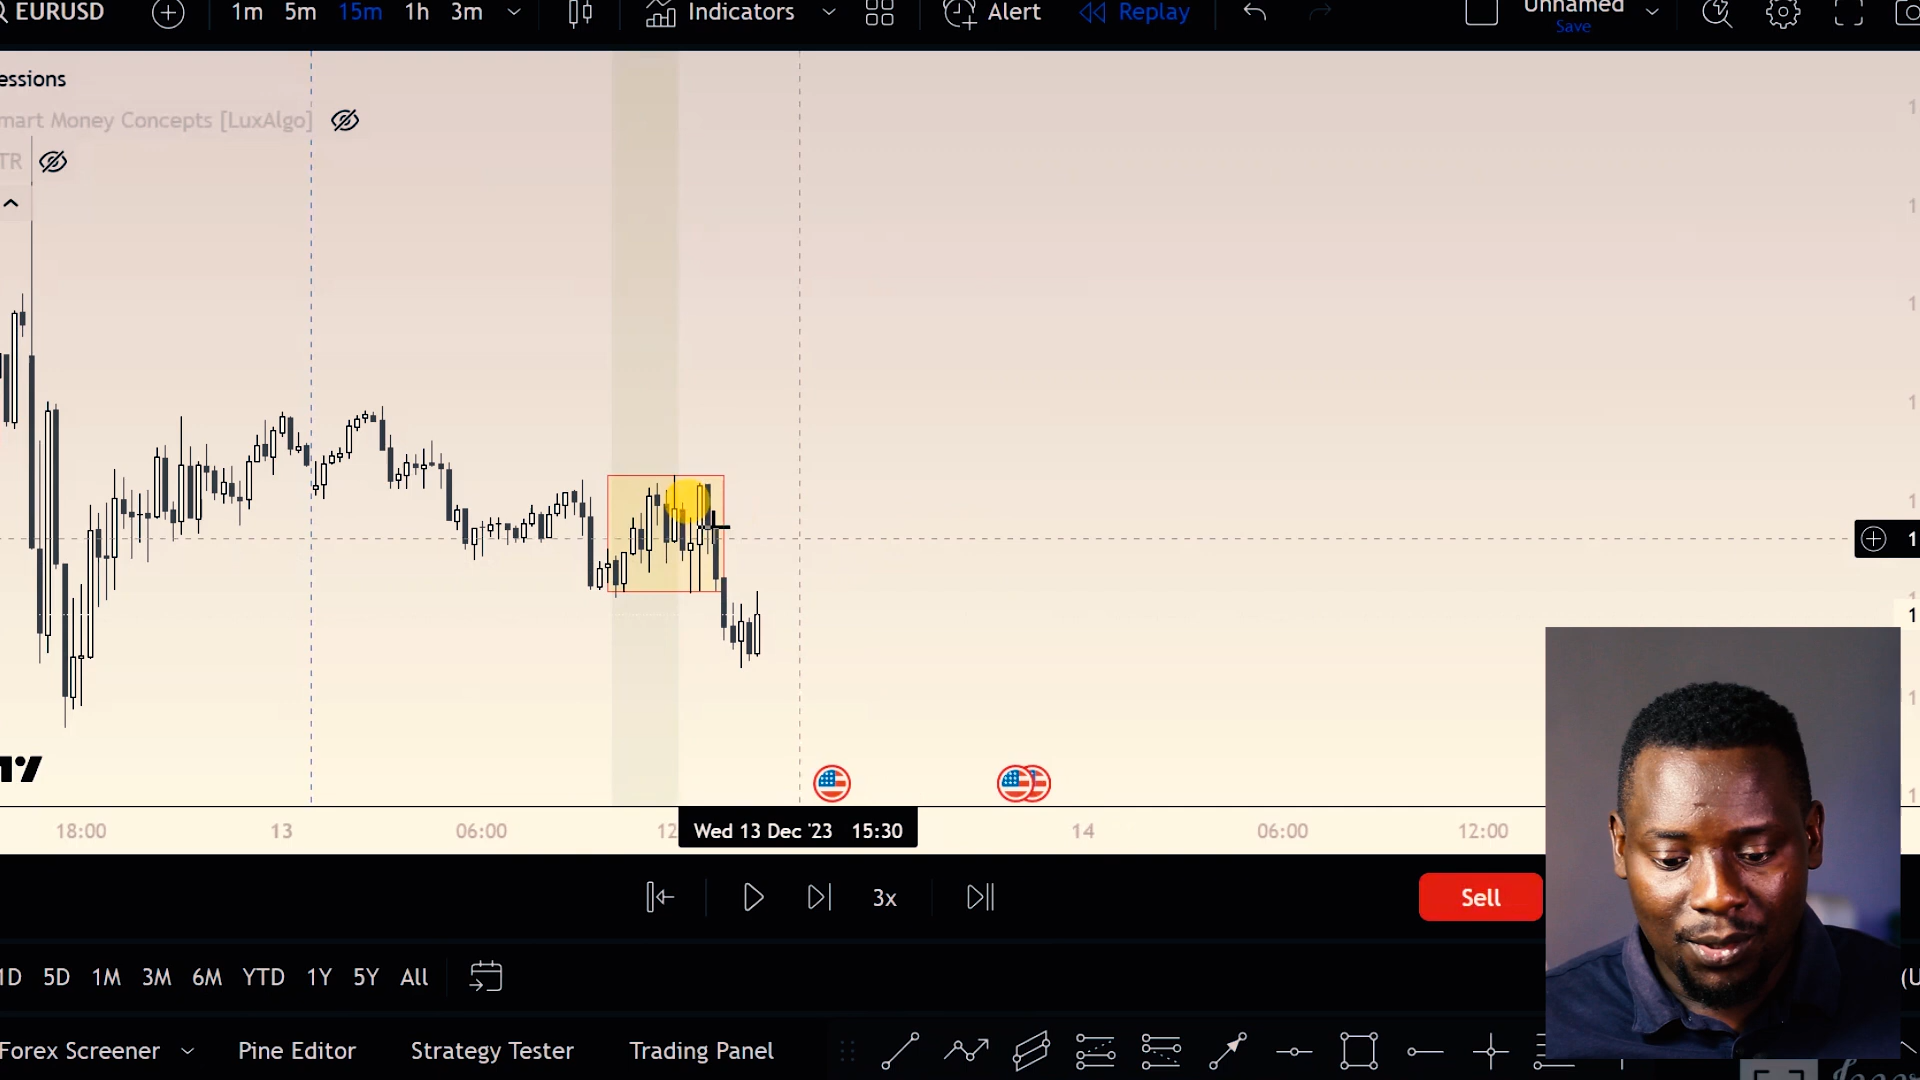 EURUSD 1m 5m 15m 1h 3m Indicators Alert Replay Unnamed
Save
essions
mart Money Concepts [LuxAlgo]
TR
18:00 13 06:00 12 Wed 13 Dec '23 15:30 14 06:00 12:00
3x Sell
1D 5D 1M 3M 6M YTD 1Y 5Y All (U
Forex Screener Pine Editor Strategy Tester Trading Panel